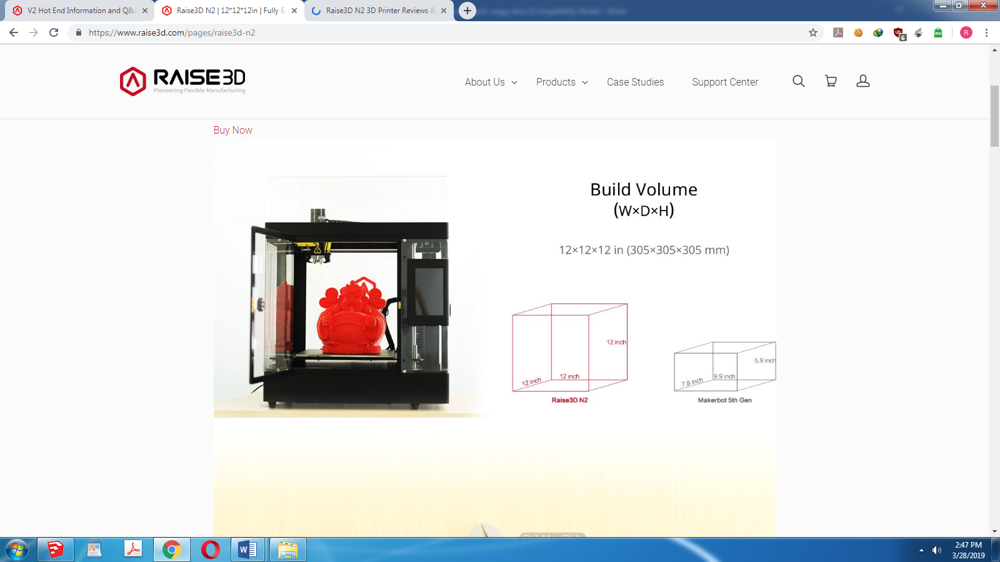 V2 Hot End Information and Q&A
Raise3D N2 | 12*12*12in | Fully E
Raise3D N2 3D Printer Reviews &
https://www.raise3d.com/pages/raise3d-n2
6
R
RAISE3D
Pioneering Flexible Manufacturing
About Us
Products
Case Studies
Support Center
Buy Now
Build Volume
(W×D×H)
12×12×12 in (305×305×305 mm)
12 inch
12 inch
12 inch
Raise3D N2
5.9 inch
9.9 inch
7.8 inch
Makerbot 5th Gen
2:47 PM
3/28/2019